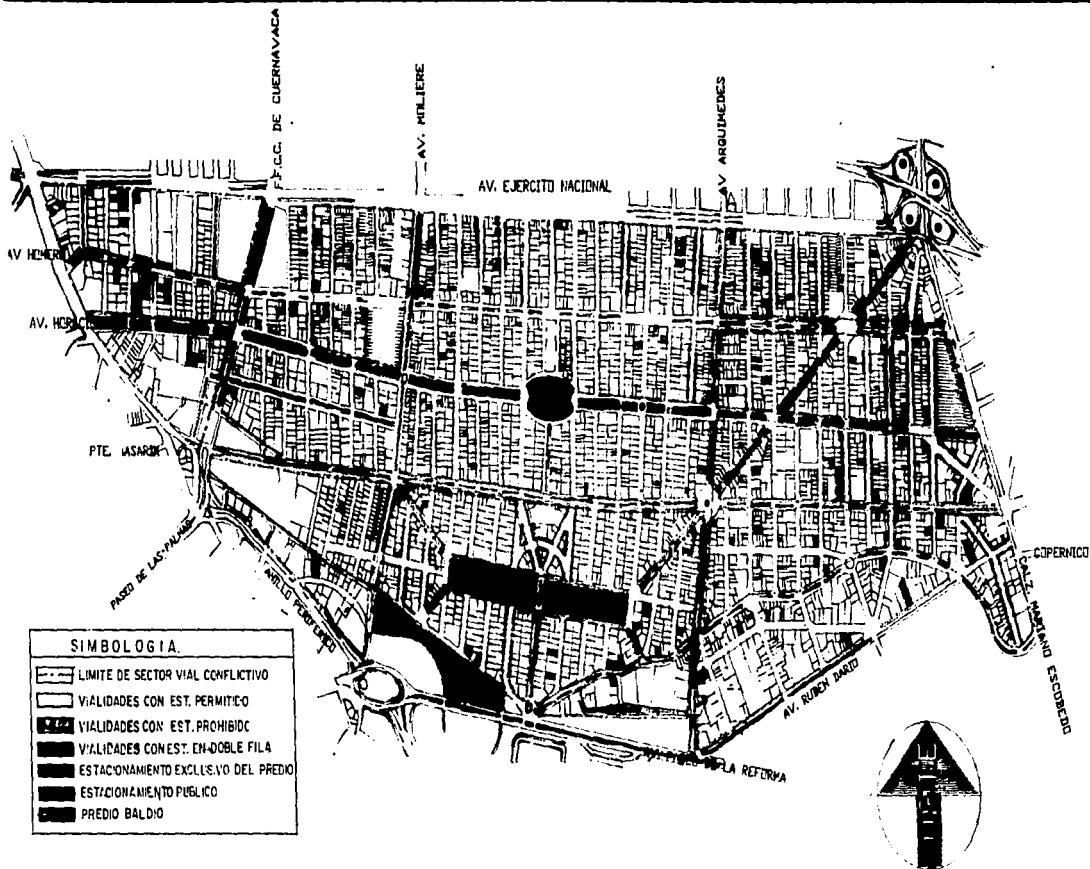 F.F.C.C. DE CUERNAVACA
AV. MOLIERE
AV ARQUIMEDES
AV. EJERCITO NACIONAL
AV HOMERO
AV. HORACIO
PTE.
PASEO DE LAS PALMAS
ANILLO PERIFERICO
COPERNICO
CALZ. MARIANO ESCOBEDO
AV. RUBEN DARIO
DE LA REFORMA
SIMBOLOGIA.
LIMITE DE SECTOR VIAL CONFLICTIVO
VIALIDADES CON EST. PERMITIDO
VIALIDADES CON EST. PROHIBIDO
VIALIDADES CON EST. EN DOBLE FILA
ESTACIONAMIENTO EXCLUSIVO DEL PREDIO
ESTACIONAMIENTO PUBLICO
PREDIO BALDIO